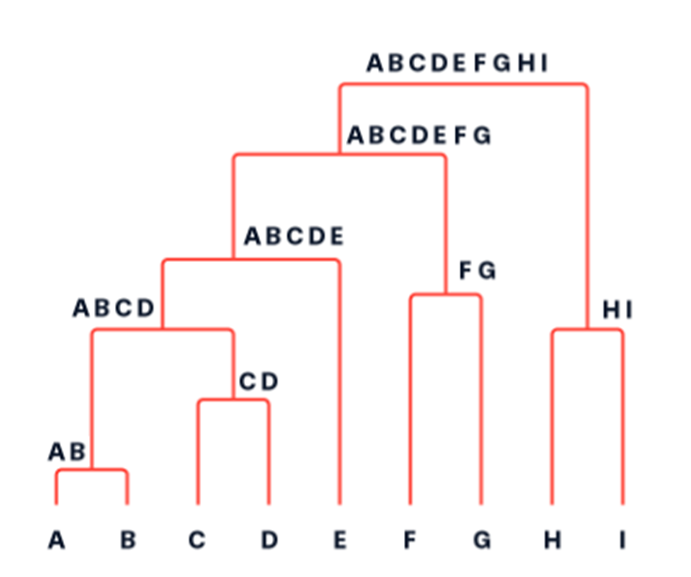 ABCDEFGHI
ABCDEFG
ABCDE
FG
ABCD
HI
CD
AB
A B C D E F G H I